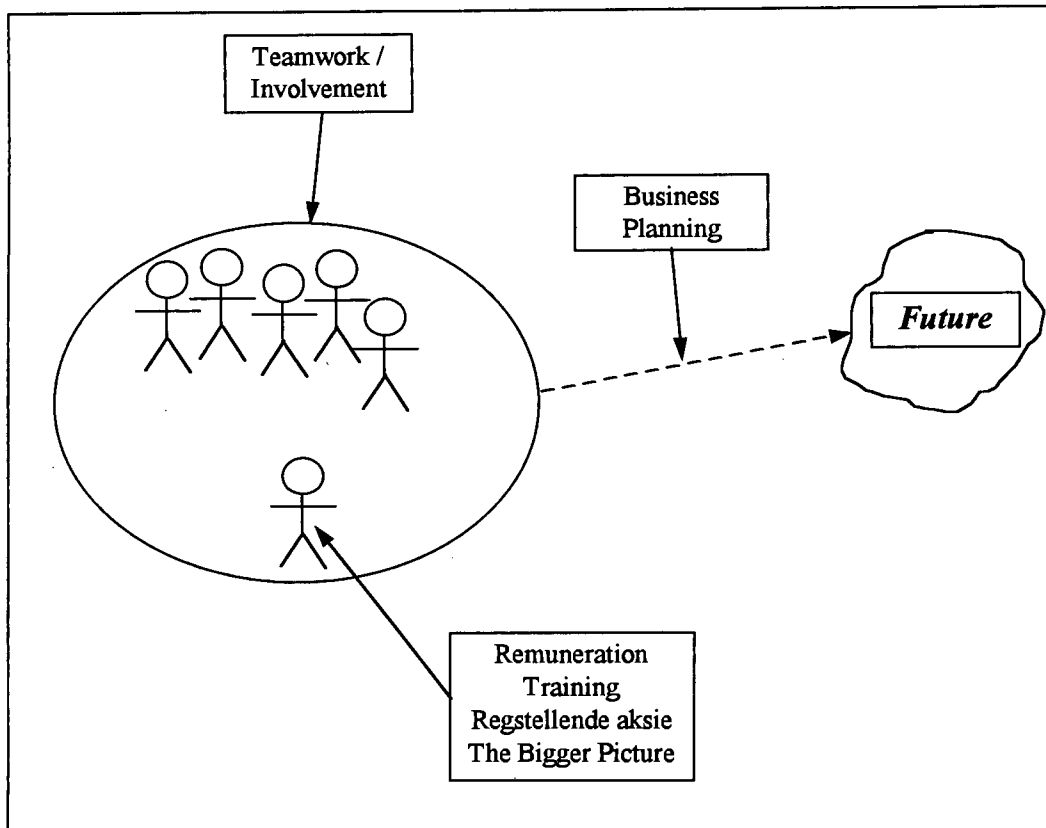 Teamwork /
Involvement
Business
Planning
Future
Remuneration
Training
Regstellende aksie
The Bigger Picture